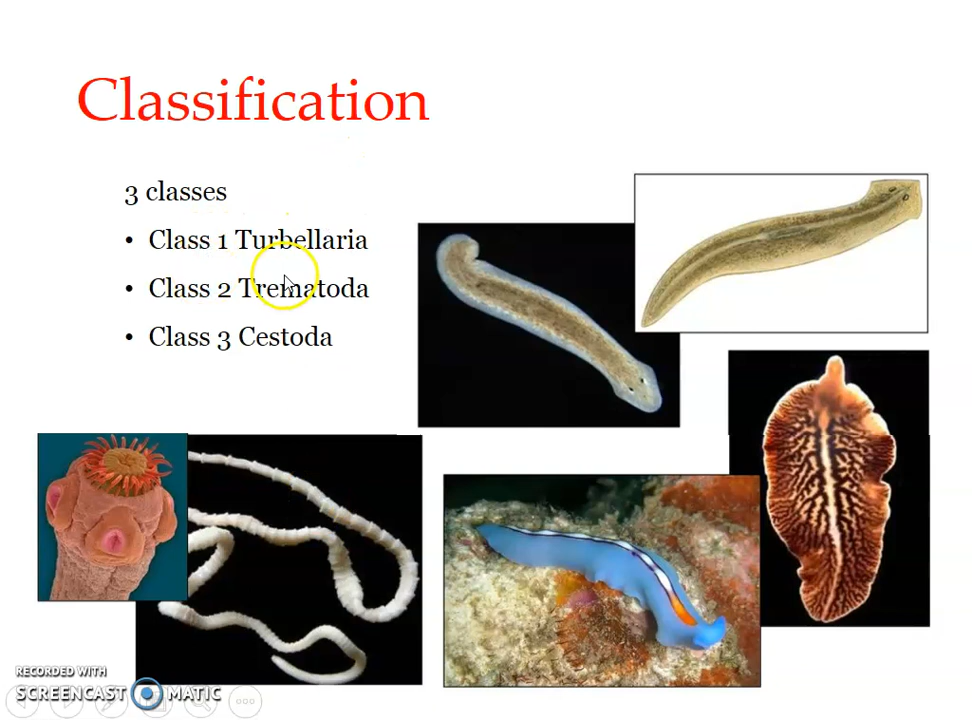 Classification
3 classes
• Class 1 Turbellaria
• Class 2 Trematoda
• Class 3 Cestoda
RECORDED WITH
SCREENCAST MATIC